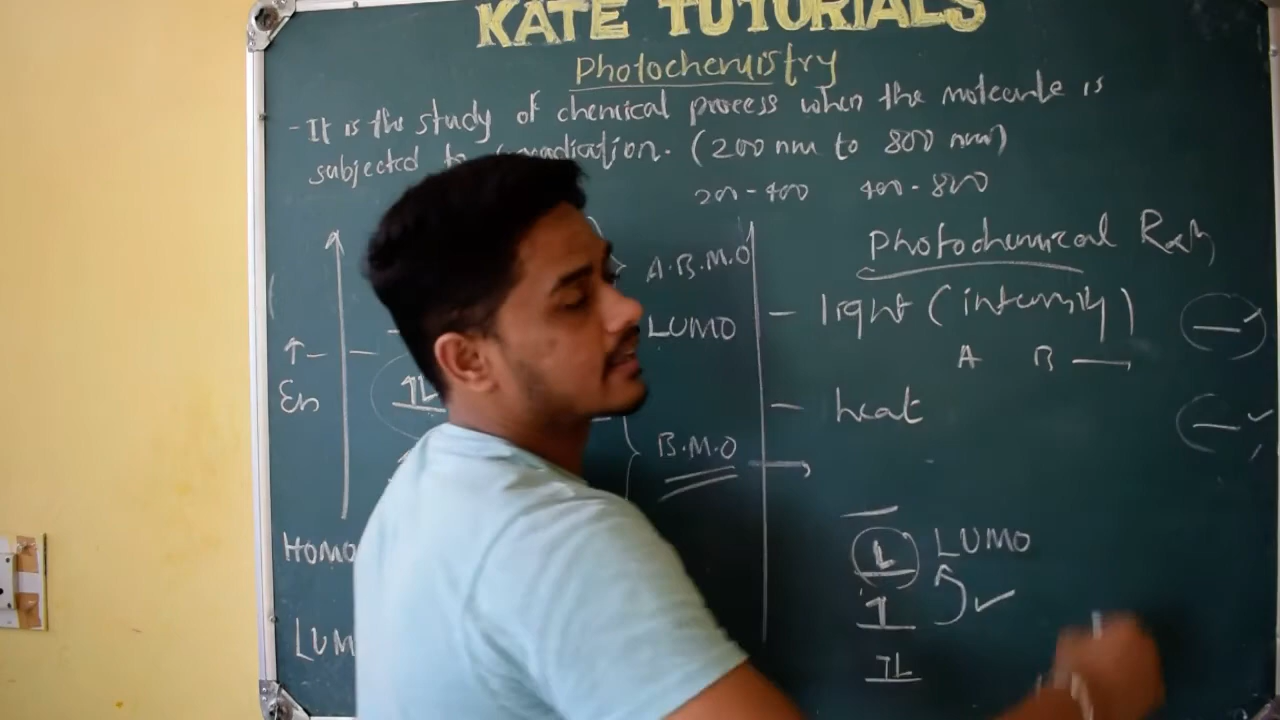 KATE TUTORIALS
Photochemistry
- It is the study of chemical process when the molecule is
subjected to radiation. (200 nm to 800 nm)
200-400 400-800
A.B.M.O
LUMO
B.M.O
En
HOMO
LUM
Photochemical Rxn
- light (intensity)
A B
- heat
LUMO